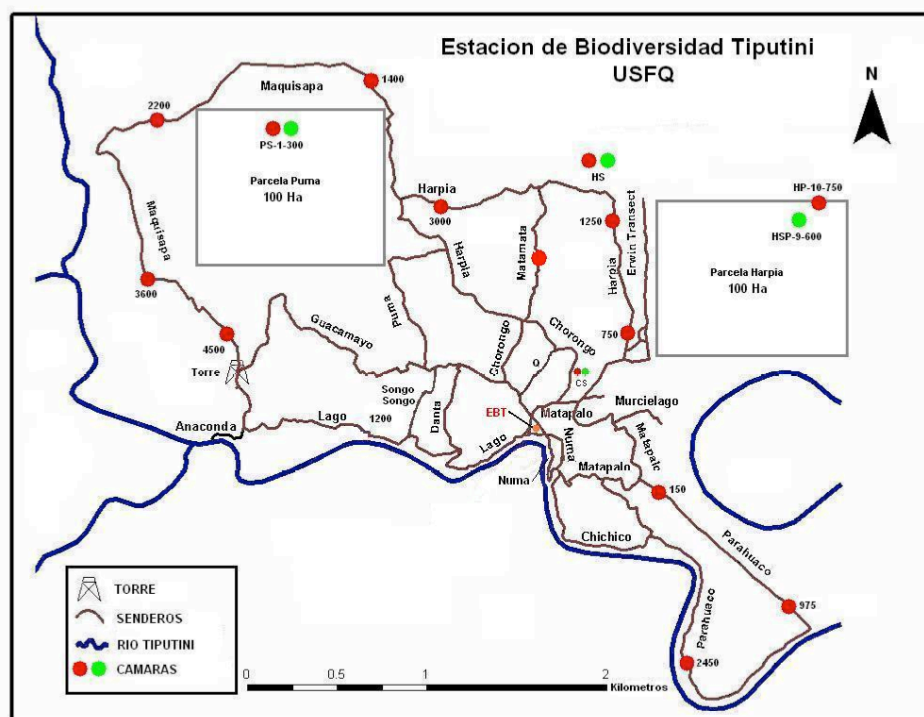 Estacion de Biodiversidad Tiputini
USFQ
N
Maquisapa
1400
2200
PS-1-300
Parcela Puma
100 Ha
HS
Harpia
3000
1250
HP-10-750
HSP-9-600
Parcela Harpia
100 Ha
Maquisapa
Harpia
Matamata
Harpia
Erwin Transect
3600
Puma
Guacamayo
4500
Torre
Chorongo
Chorongo
750
Q
CS
Songo
Songo
Danta
EBT
Matapalo
Murcielago
Anaconda
Lago
1200
Lago
Numa
Matapalc
Numa
Matapalo
150
Chichico
Parahuaco
975
Parahuaco
2450
TORRE
SENDEROS
RIO TIPUTINI
CAMARAS
0
0.5
1
2
Kilometros